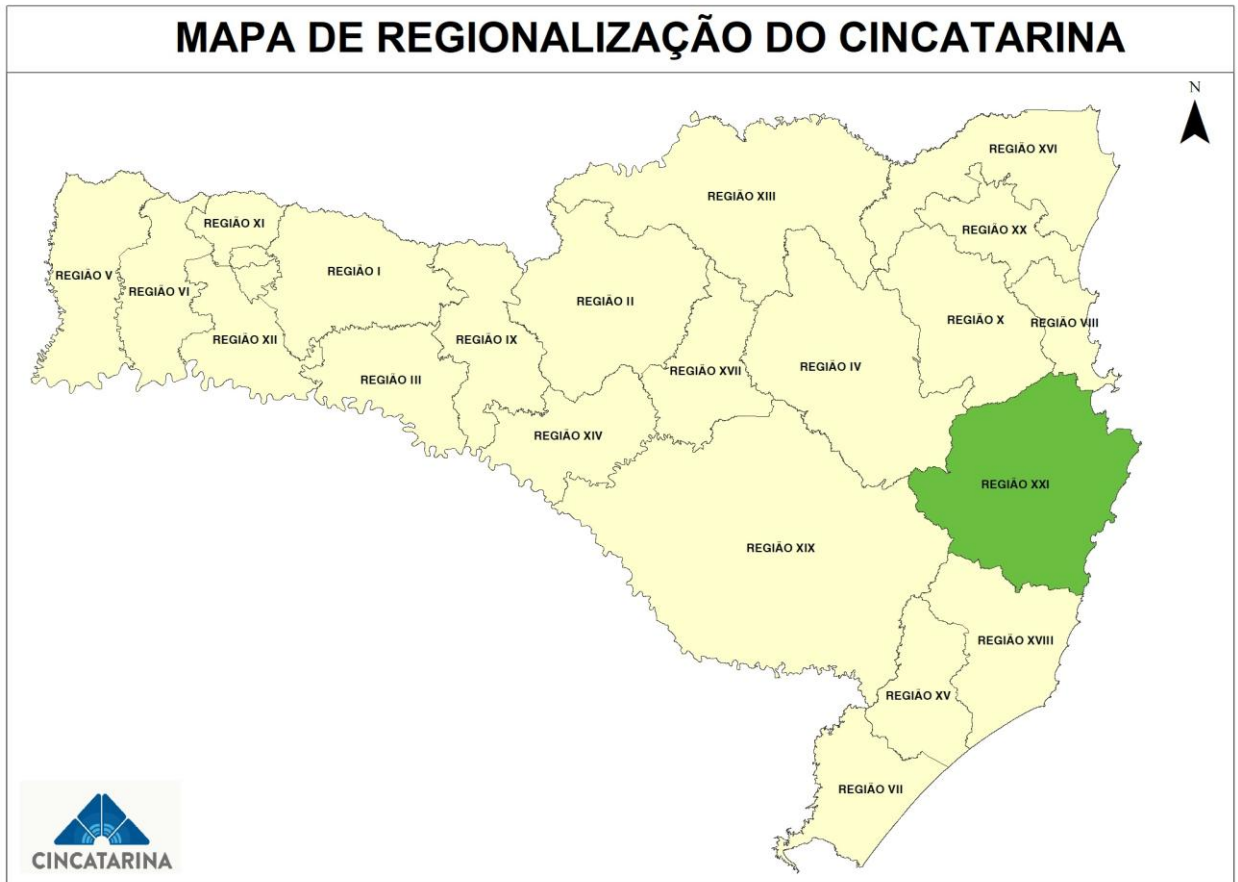 MAPA DE REGIONALIZAÇÃO DO CINCATARINA
N
REGIÃO XVI
REGIÃO XIII
REGIÃO XI
REGIÃO XX
REGIÃO V
REGIÃO I
REGIÃO VI
REGIÃO II
REGIÃO X
REGIÃO VIII
REGIÃO XII
REGIÃO IX
REGIÃO IV
REGIÃO XVII
REGIÃO III
REGIÃO XIV
REGIÃO XXI
REGIÃO XIX
REGIÃO XVIII
REGIÃO XV
REGIÃO VII
CINCATARINA